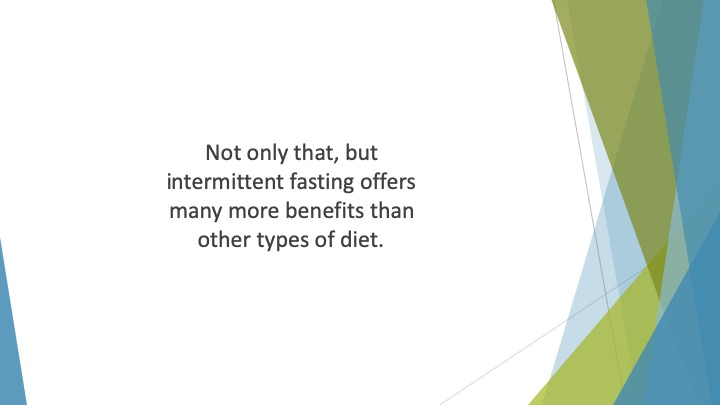 Not only that, but
intermittent fasting offers
many more benefits than
other types of diet.